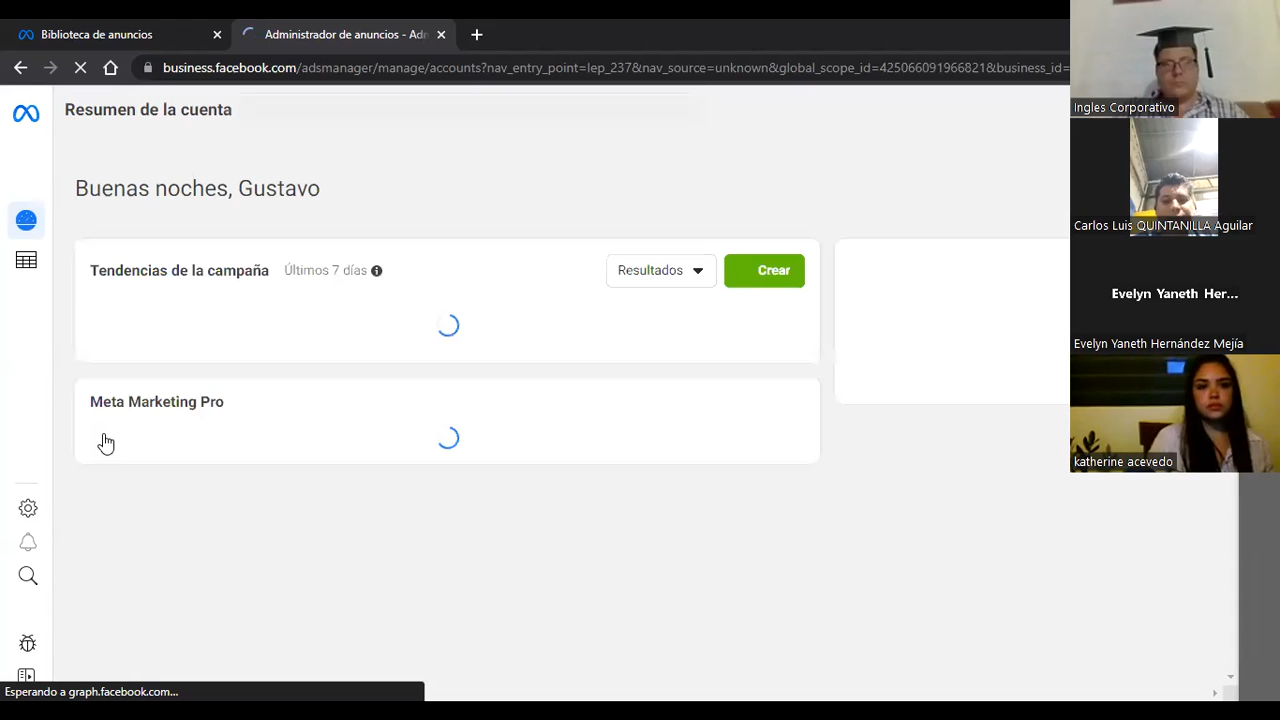 Biblioteca de anuncios
Administrador de anuncios - Adn
business.facebook.com/adsmanager/manage/accounts?nav_entry_point=lep_237&nav_source=unknown&global_scope_id=425066091966821&business_id=
Resumen de la cuenta
Buenas noches, Gustavo
Tendencias de la campaña Últimos 7 días
Resultados
Crear
Meta Marketing Pro
Esperando a graph.facebook.com...
Ingles Corporativo
Carlos Luis QUINTANILLA Aguilar
Evelyn Yaneth Her...
Evelyn Yaneth Hernández Mejía
katherine acevedo